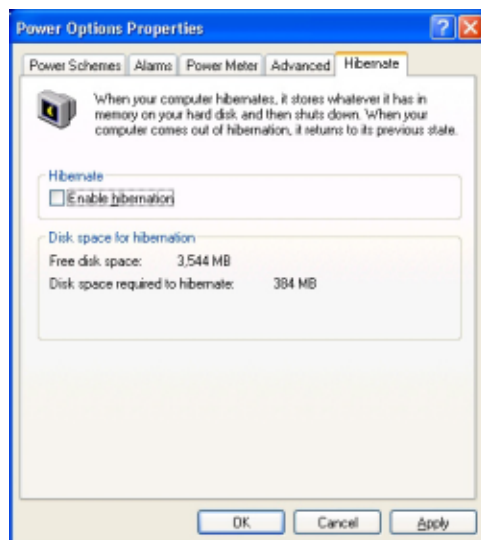 Power Options Properties
Power Schemes Alarms Power Meter Advanced Hibernate
When your computer hibernates, it stores whatever it has in
memory on your hard disk and then shuts down. When your
computer comes out of hibernation, it returns to its previous state.
Hibernate
Enable hibernation
Disk space for hibernation
Free disk space: 3,544 MB
Disk space required to hibernate: 384 MB
OK Cancel Apply